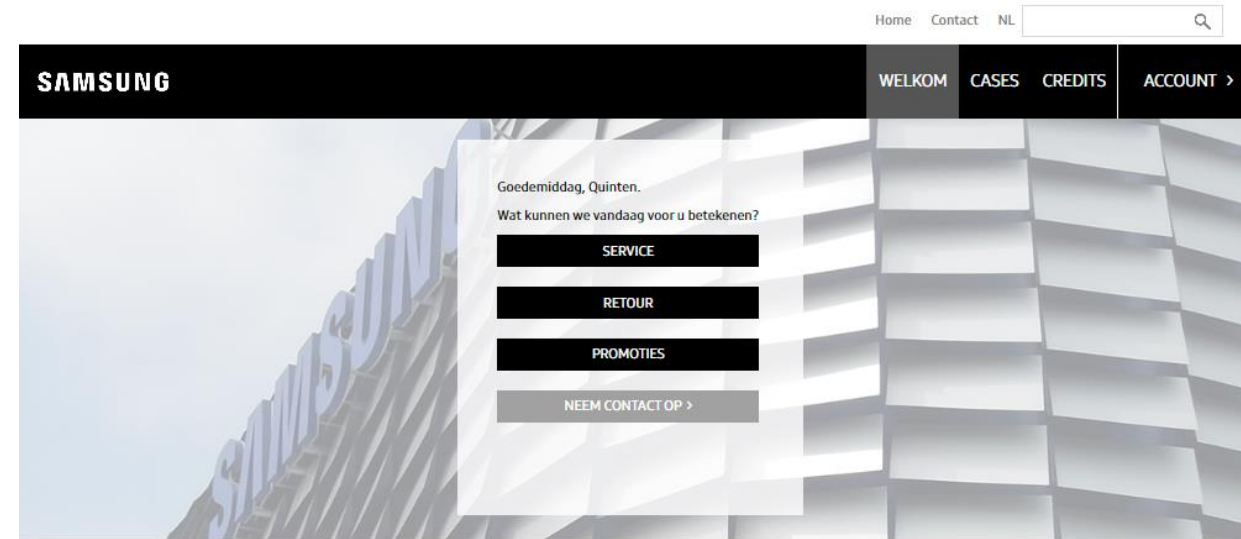 Home Contact NL
SAMSUNG
WELKOM CASES CREDITS ACCOUNT >
SAMSUNG
Goedemiddag, Quinten.
Wat kunnen we vandaag voor u betekenen?
SERVICE
RETOUR
PROMOTIES
NEEM CONTACT OP >